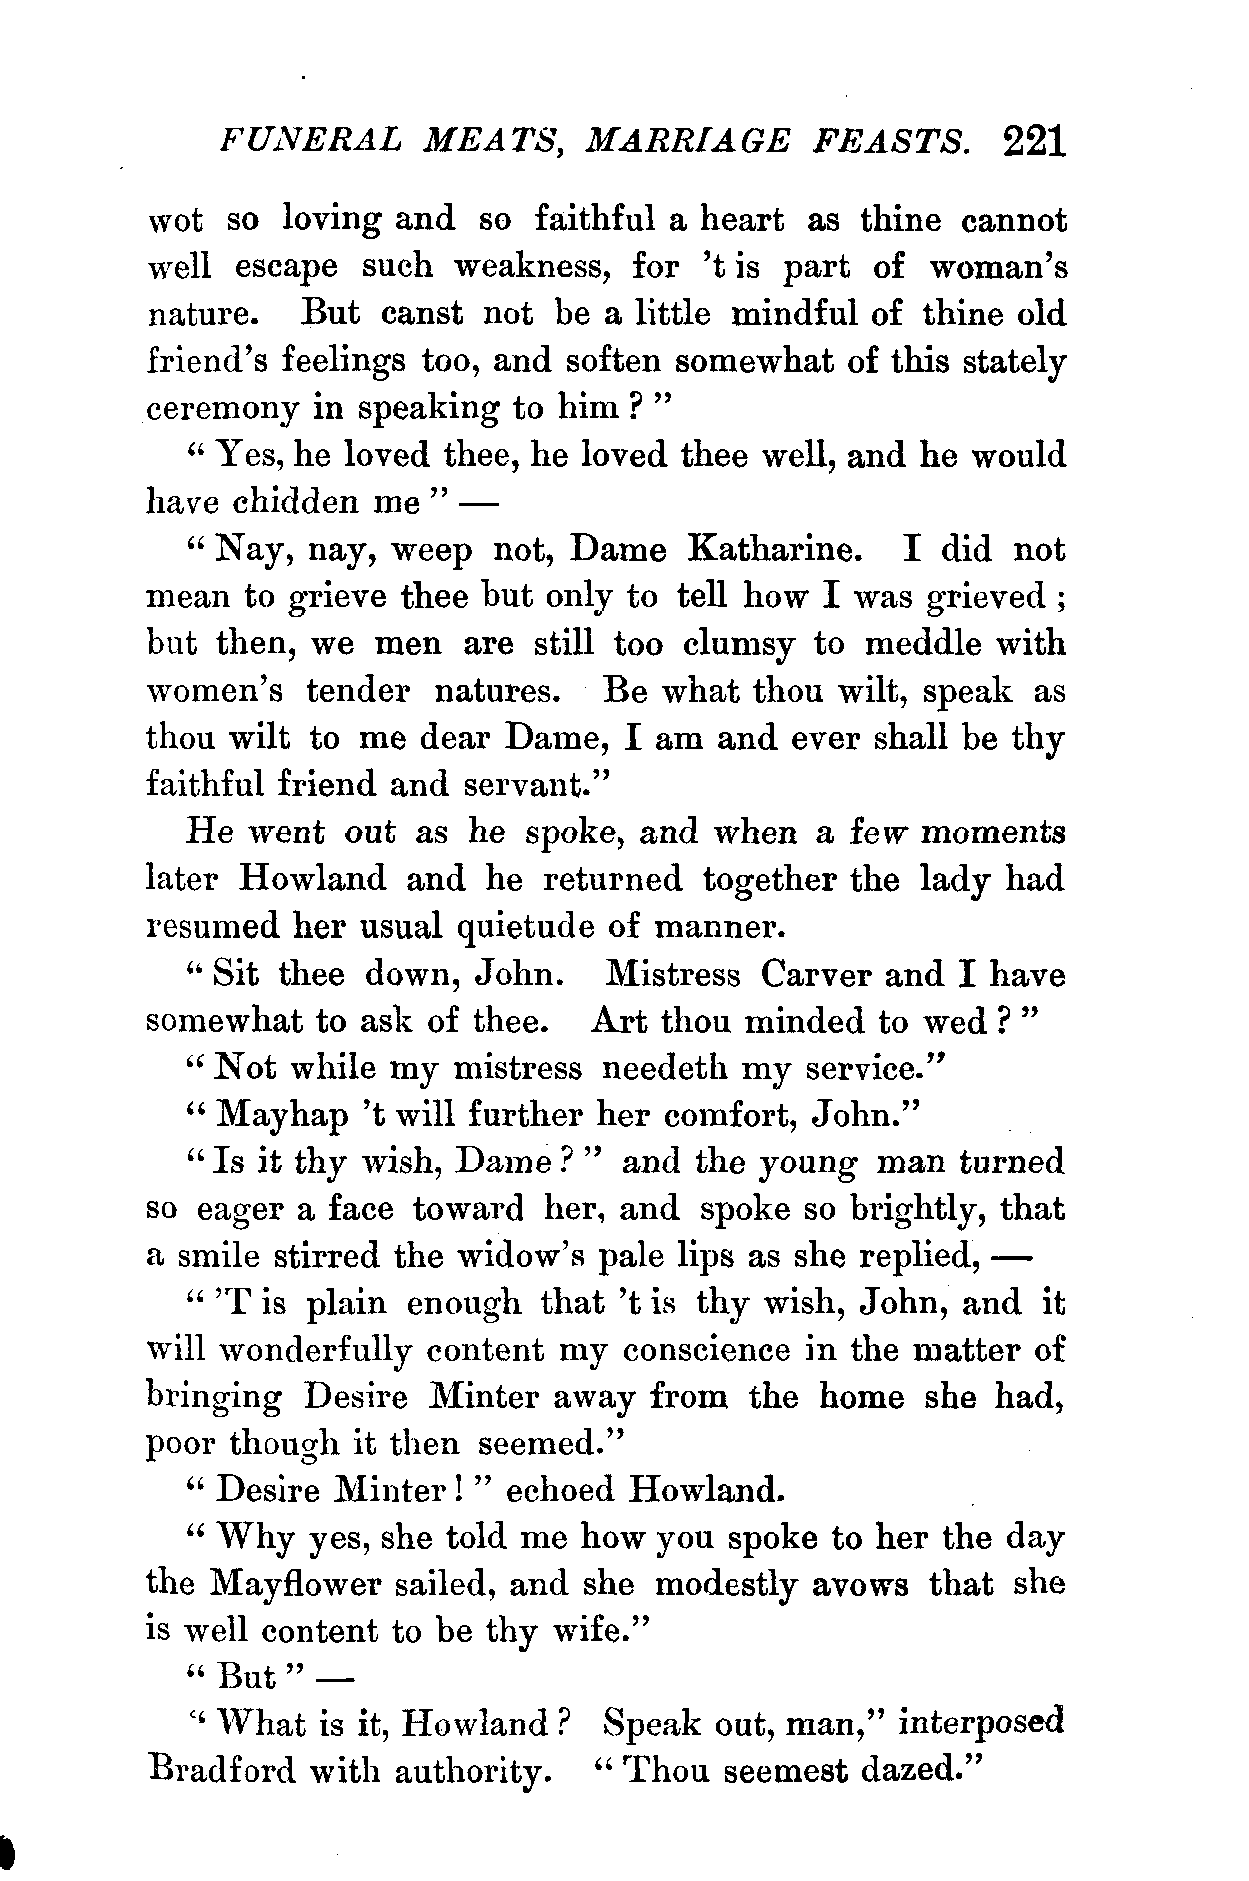 FUNERAL MEATS, MARRIAGE FEASTS. 221
wot so loving and so faithful a heart as thine cannot
well escape such weakness, for 't is part of woman's
nature. But canst not be a little mindful of thine old
friend's feelings too, and soften somewhat of this stately
ceremony in speaking to him ? "
" Yes, he loved thee, he loved thee well, and he would
have chidden me " —
" Nay, nay, weep not, Dame Katharine. I did not
mean to grieve thee but only to tell how I was grieved ;
but then, we men are still too clumsy to meddle with
women's tender natures. Be what thou wilt, speak as
thou wilt to me dear Dame, I am and ever shall be thy
faithful friend and servant."
He went out as he spoke, and when a few moments
later Howland and he returned together the lady had
resumed her usual quietude of manner.
" Sit thee down, John. Mistress Carver and I have
somewhat to ask of thee. Art thou minded to wed ? "
" Not while my mistress needeth my service."
" Mayhap 't will further her comfort, John."
" Is it thy wish, Dame ? " and the young man turned
so eager a face toward her, and spoke so brightly, that
a smile stirred the widow's pale lips as she replied, —
" 'T is plain enough that 't is thy wish, John, and it
will wonderfully content my conscience in the matter of
bringing Desire Minter away from the home she had,
poor though it then seemed."
" Desire Minter ! " echoed Howland.
" Why yes, she told me how you spoke to her the day
the Mayflower sailed, and she modestly avows that she
is well content to be thy wife."
" But " —
" What is it, Howland ? Speak out, man," interposed
Bradford with authority. " Thou seemest dazed."